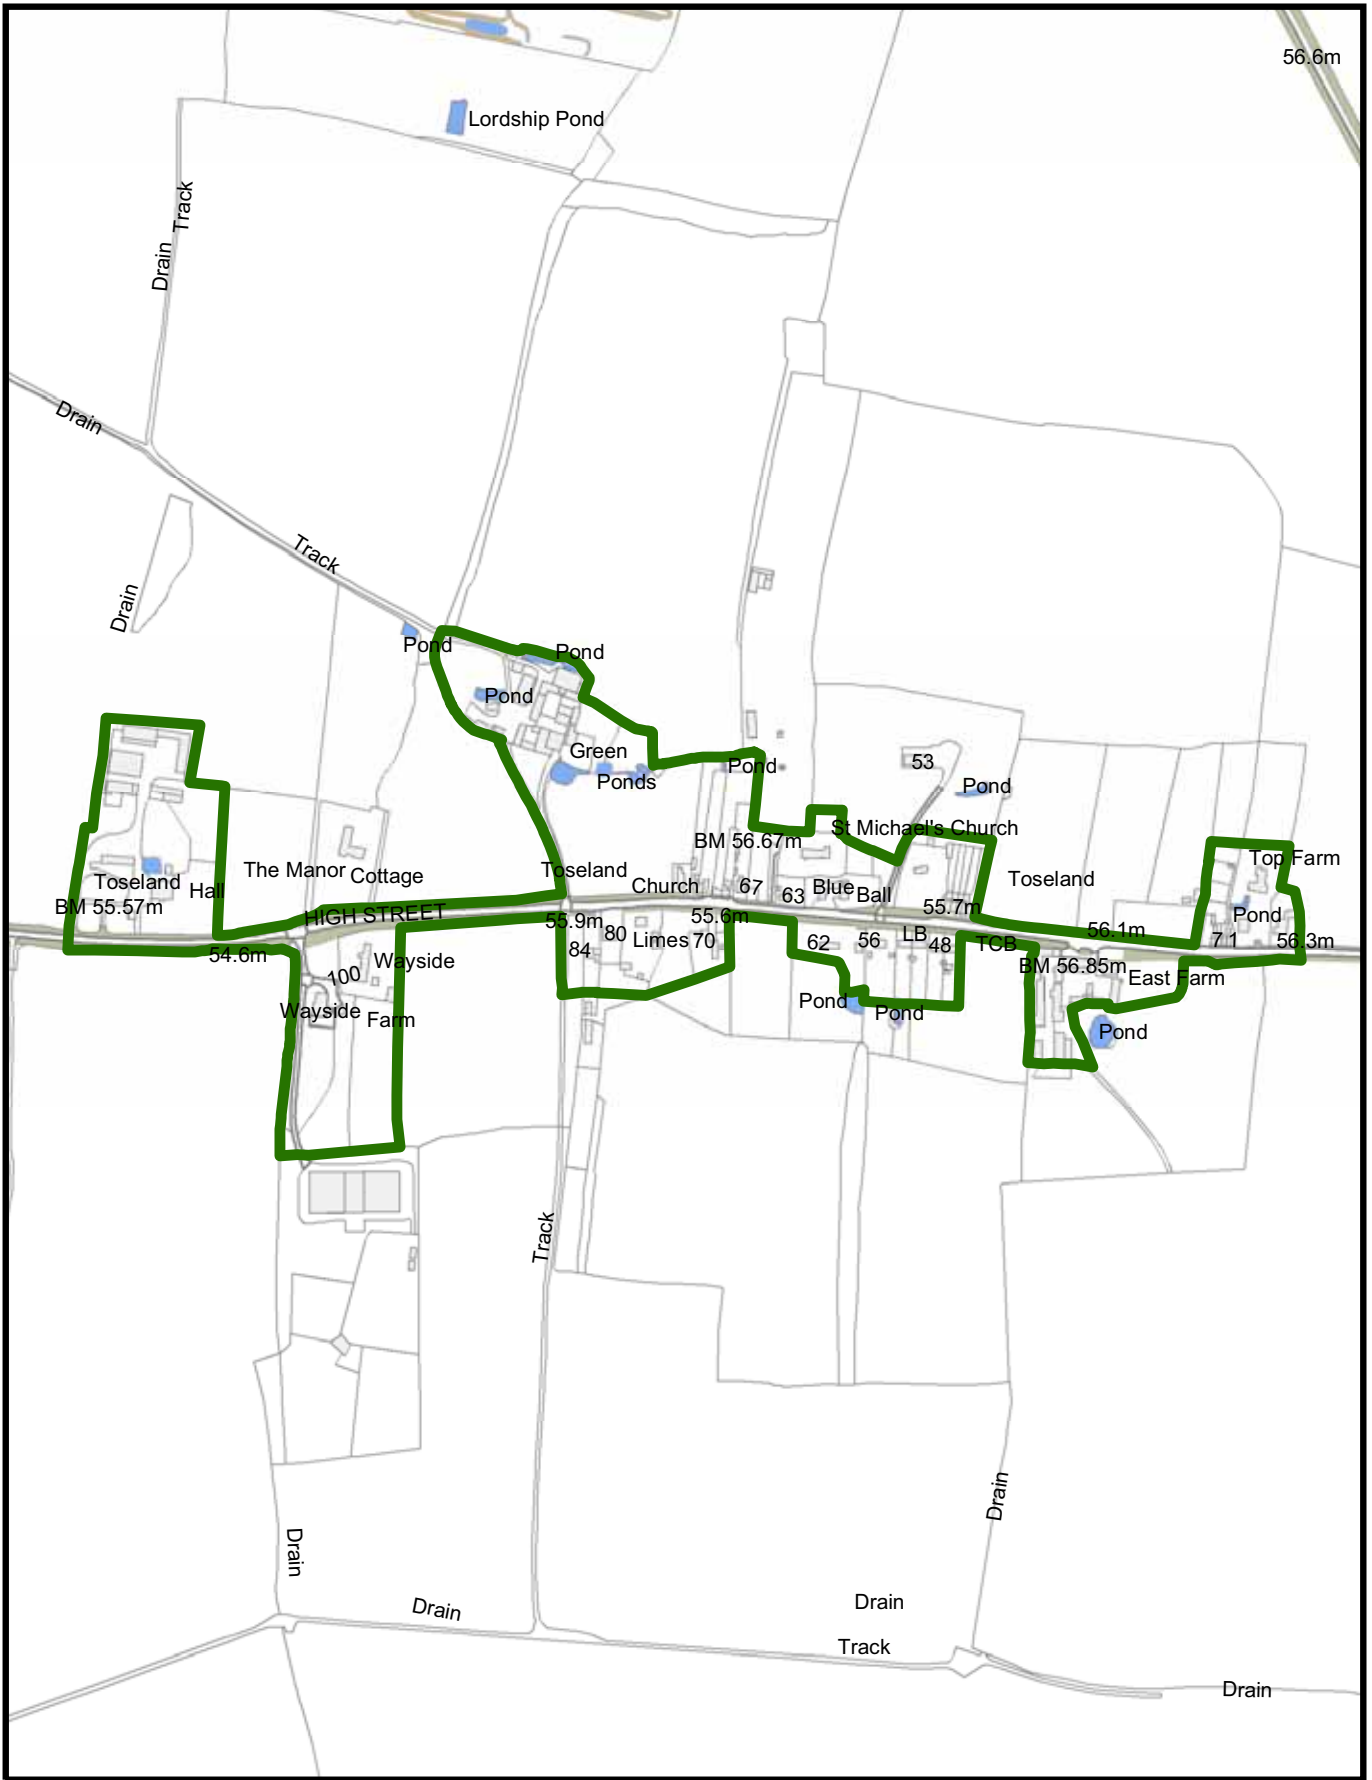 56.6m
Lordship Pond
Track
Drain
Drain
Track
Drain
Pond
Pond
Pond
Green
Ponds
Pond
53
Pond
St Michael's Church
BM 56.67m
Top Farm
The Manor
Cottage
Toseland
Toseland
Toseland
Hall
Church
67
63
Blue
Ball
BM 55.57m
HIGH STREET
55.9m
55.6m
55.7m
Pond
56.1m
71
56.3m
54.6m
84
80
Limes
70
62
56
LB
48
TCB
Wayside
100
BM 56.85m
East Farm
Wayside
Farm
Pond
Pond
Pond
Track
Drain
Drain
Drain
Drain
Track
Drain